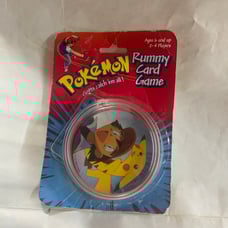 Ages 6 and up
2-4 Players
POKéMON
Gotta catch 'em all!
Rummy Card
Game